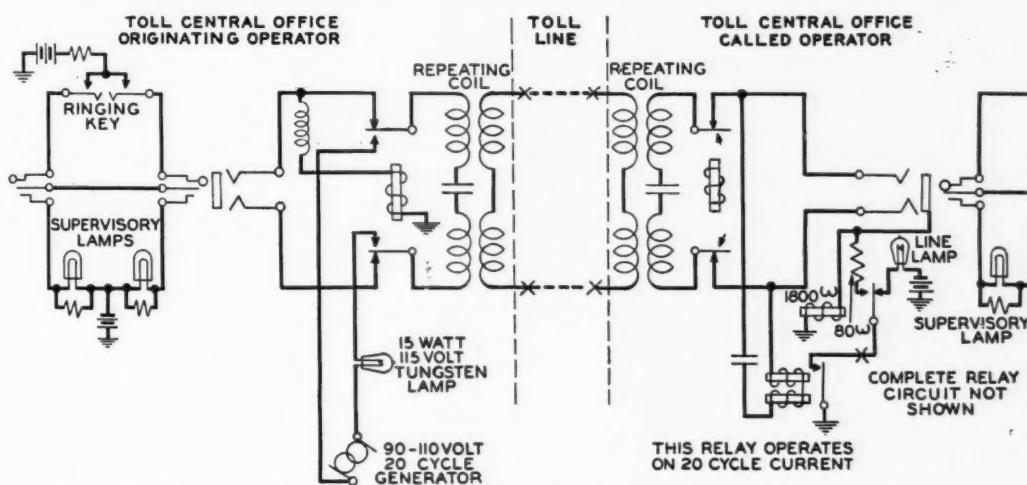 TOLL CENTRAL OFFICE
ORIGINATING OPERATOR
TOLL
LINE
TOLL CENTRAL OFFICE
CALLED OPERATOR
REPEATING
COIL
REPEATING
COIL
RINGING
KEY
SUPERVISORY
LAMPS
LINE
LAMP
1800ω
80ω
SUPERVISORY
LAMP
15 WATT
115 VOLT
TUNGSTEN
LAMP
COMPLETE RELAY
CIRCUIT NOT
SHOWN
90-110 VOLT
20 CYCLE
GENERATOR
THIS RELAY OPERATES
ON 20 CYCLE CURRENT